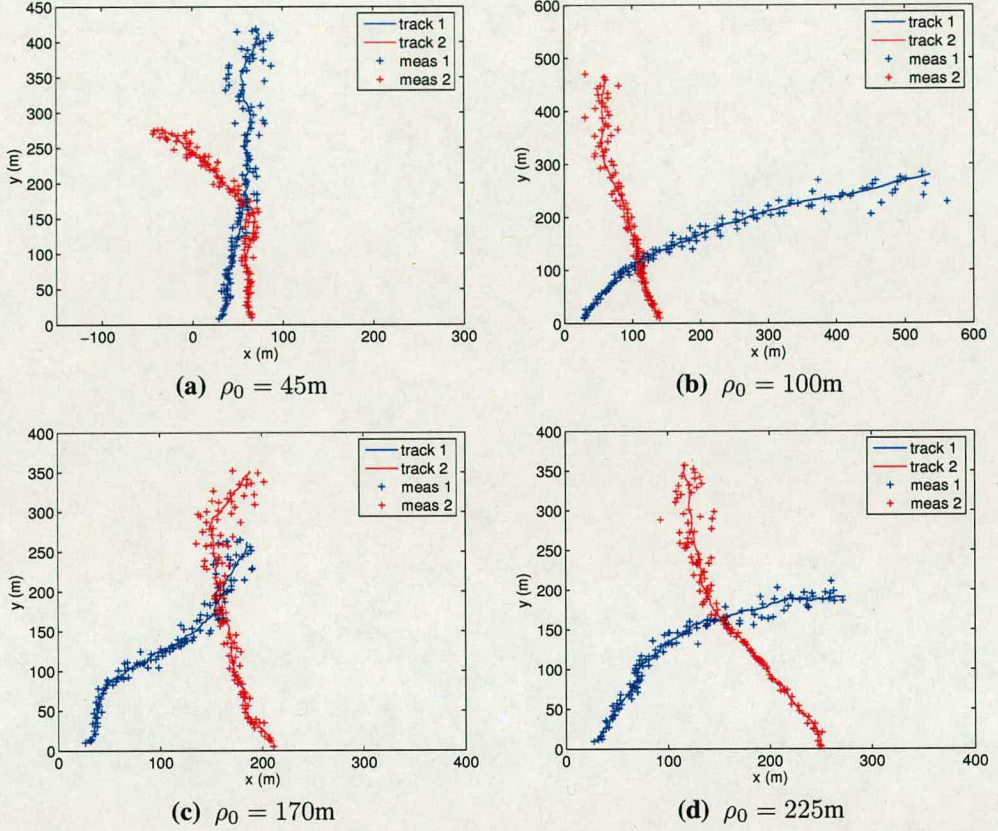 450
400
350
300
250
200
150
100
50
0
y (m)
−100 0 100 200 300
x (m)
track 1
track 2
meas 1
meas 2
(a) ρ₀ = 45m
600
500
400
300
200
100
0
y (m)
0 100 200 300 400 500 600
x (m)
track 1
track 2
meas 1
meas 2
(b) ρ₀ = 100m
400
350
300
250
200
150
100
50
0
y (m)
0 100 200 300 400
x (m)
track 1
track 2
meas 1
meas 2
(c) ρ₀ = 170m
400
350
300
250
200
150
100
50
0
y (m)
0 100 200 300 400
x (m)
track 1
track 2
meas 1
meas 2
(d) ρ₀ = 225m